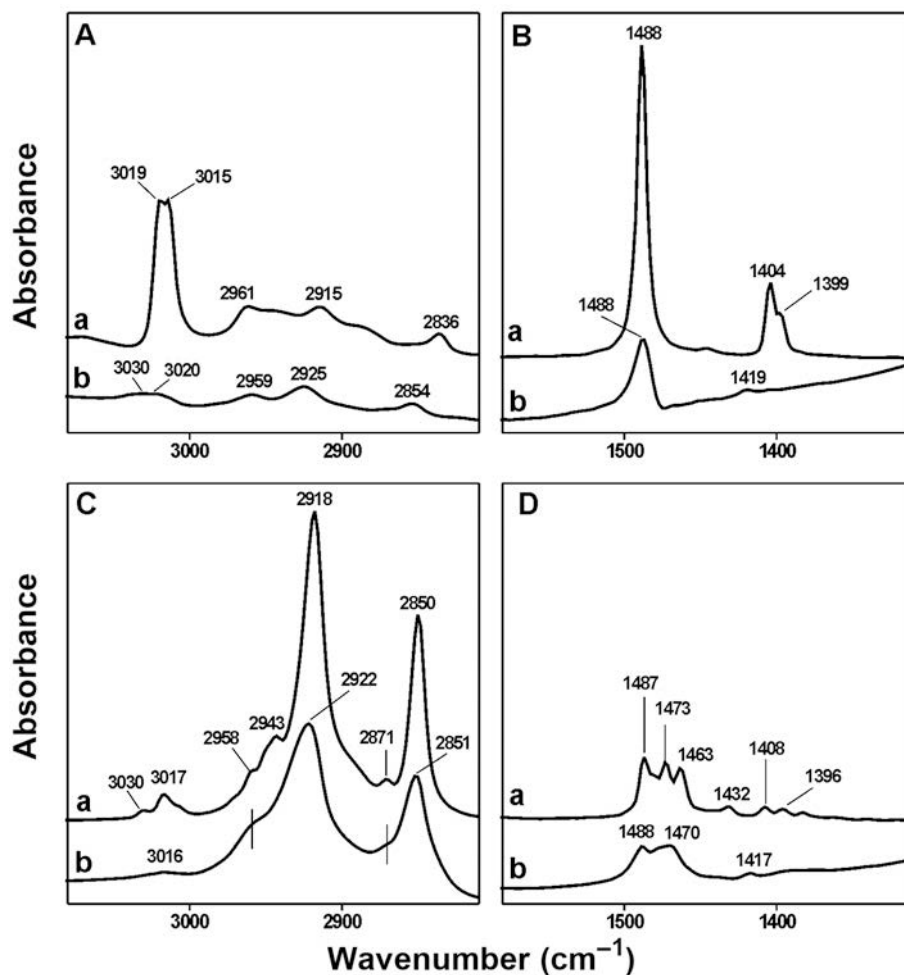 A
B
1488
3019
3015
2961
2915
2836
a
1404
1399
1488
a
b
3030
3020
2959
2925
2854
1419
b
3000
2900
1500
1400
Absorbance
C
D
2918
2850
2922
2943
2958
2871
2851
3030
3017
a
1487
1473
1463
1432
1408
1396
a
b
3016
1488
1470
1417
b
3000
2900
1500
1400
Absorbance
Wavenumber (cm⁻¹)